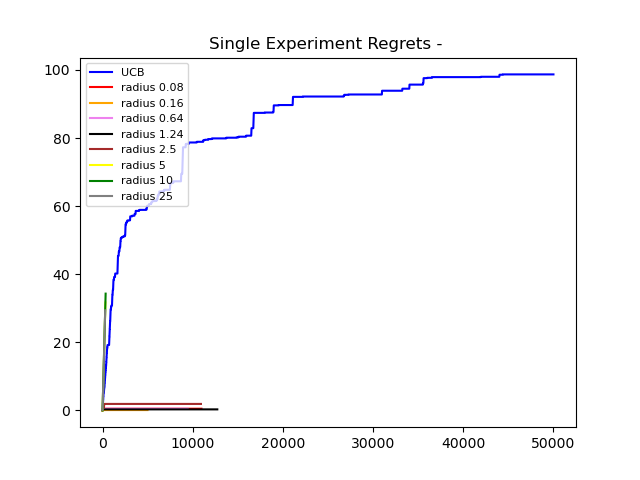 Single Experiment Regrets -
100
80
60
40
20
0
UCB
radius 0.08
radius 0.16
radius 0.64
radius 1.24
radius 2.5
radius 5
radius 10
radius 25
0 10000 20000 30000 40000 50000